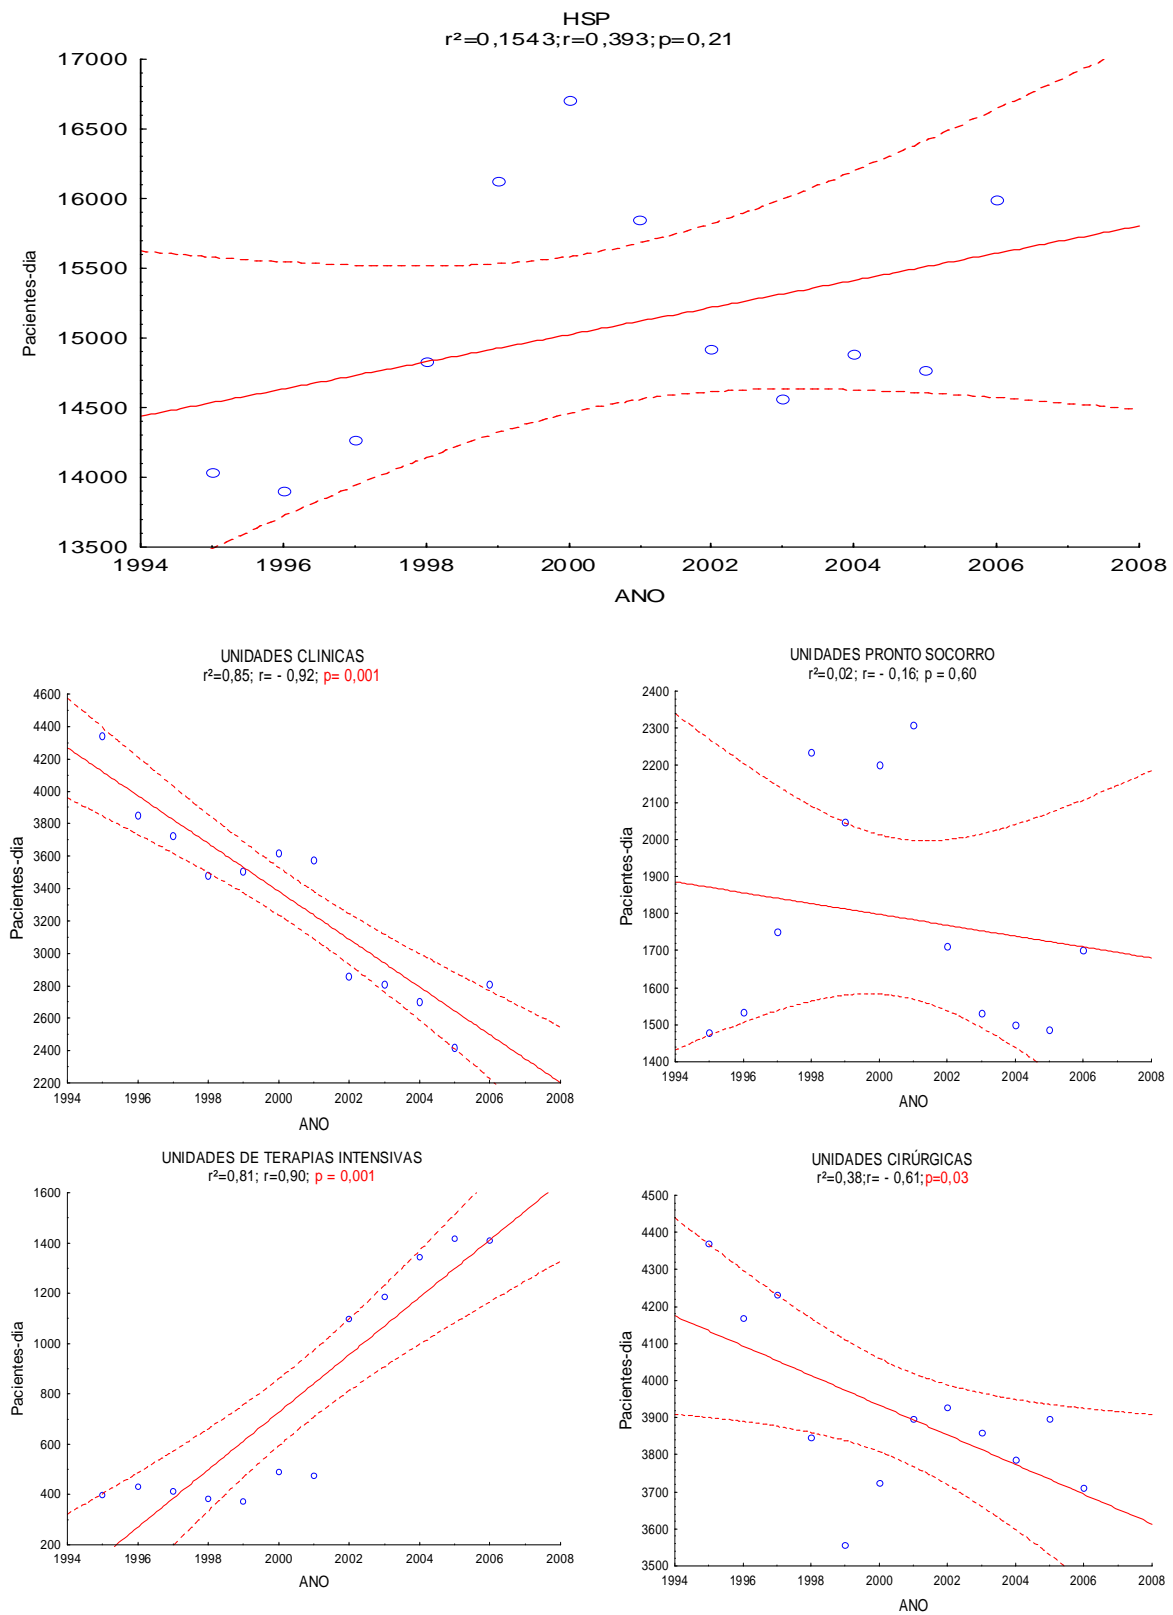 HSP
r²=0,1543;r=0,393;p=0,21
17000
16500
16000
15500
15000
14500
14000
13500
Pacientes-dia
1994 1996 1998 2000 2002 2004 2006 2008
ANO
UNIDADES CLINICAS
r²=0,85; r= - 0,92; p= 0,001
4600
4400
4200
4000
3800
3600
3400
3200
3000
2800
2600
2400
2200
Pacientes-dia
1994 1996 1998 2000 2002 2004 2006 2008
ANO
UNIDADES PRONTO SOCORRO
r²=0,02; r= - 0,16; p = 0,60
2400
2300
2200
2100
2000
1900
1800
1700
1600
1500
1400
Pacientes-dia
1994 1996 1998 2000 2002 2004 2006 2008
ANO
UNIDADES DE TERAPIAS INTENSIVAS
r²=0,81; r=0,90; p = 0,001
1600
1400
1200
1000
800
600
400
200
Pacientes-dia
1994 1996 1998 2000 2002 2004 2006 2008
ANO
UNIDADES CIRÚRGICAS
r²=0,38;r= - 0,61;p=0,03
4500
4400
4300
4200
4100
4000
3900
3800
3700
3600
3500
Pacientes-dia
1994 1996 1998 2000 2002 2004 2006 2008
ANO